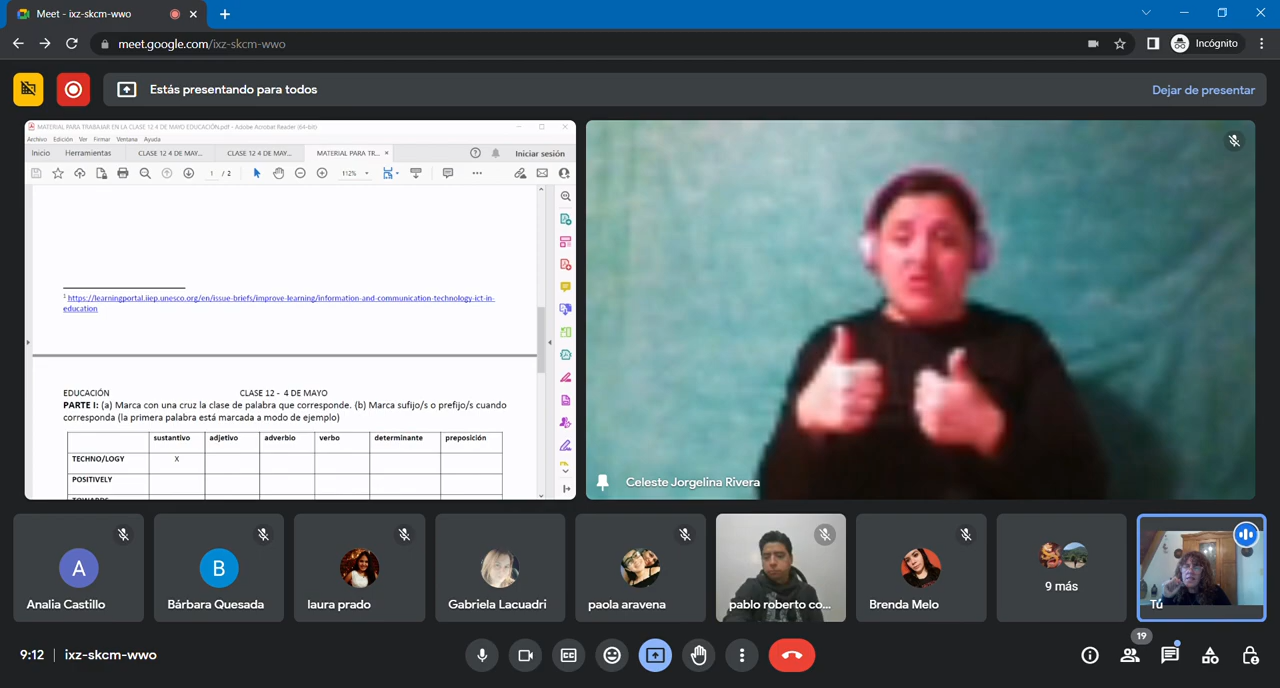 Meet - ixz-skcm-wwo
meet.google.com/ixz-skcm-wwo
Incógnito
Estás presentando para todos
Dejar de presentar
MATERIAL PARA TRABAJAR EN LA CLASE 12 4 DE MAYO EDUCACIÓN.pdf - Adobe Acrobat Reader (64-bit)
Archivo Edición Ver Firmar Ventana Ayuda
Inicio Herramientas CLASE 12 4 DE MAY... CLASE 12 4 DE MAY... MATERIAL PARA TR... × Iniciar sesión
1 / 2 112%
1 https://learningportal.iiep.unesco.org/en/issue-briefs/improve-learning/information-and-communication-technology-ict-in-
education
EDUCACIÓN CLASE 12 - 4 DE MAYO
PARTE I: (a) Marca con una cruz la clase de palabra que corresponde. (b) Marca sufijo/s o prefijo/s cuando
corresponda (la primera palabra está marcada a modo de ejemplo)
sustantivo adjetivo adverbio verbo determinante preposición
TECHNO/LOGY X
POSITIVELY
TOWARDS
Celeste Jorgelina Rivera
A
Analia Castillo
B
Bárbara Quesada
laura prado
Gabriela Lacuadri
paola aravena
pablo roberto co...
Brenda Melo
9 más
Tú
9:12 | ixz-skcm-wwo
19